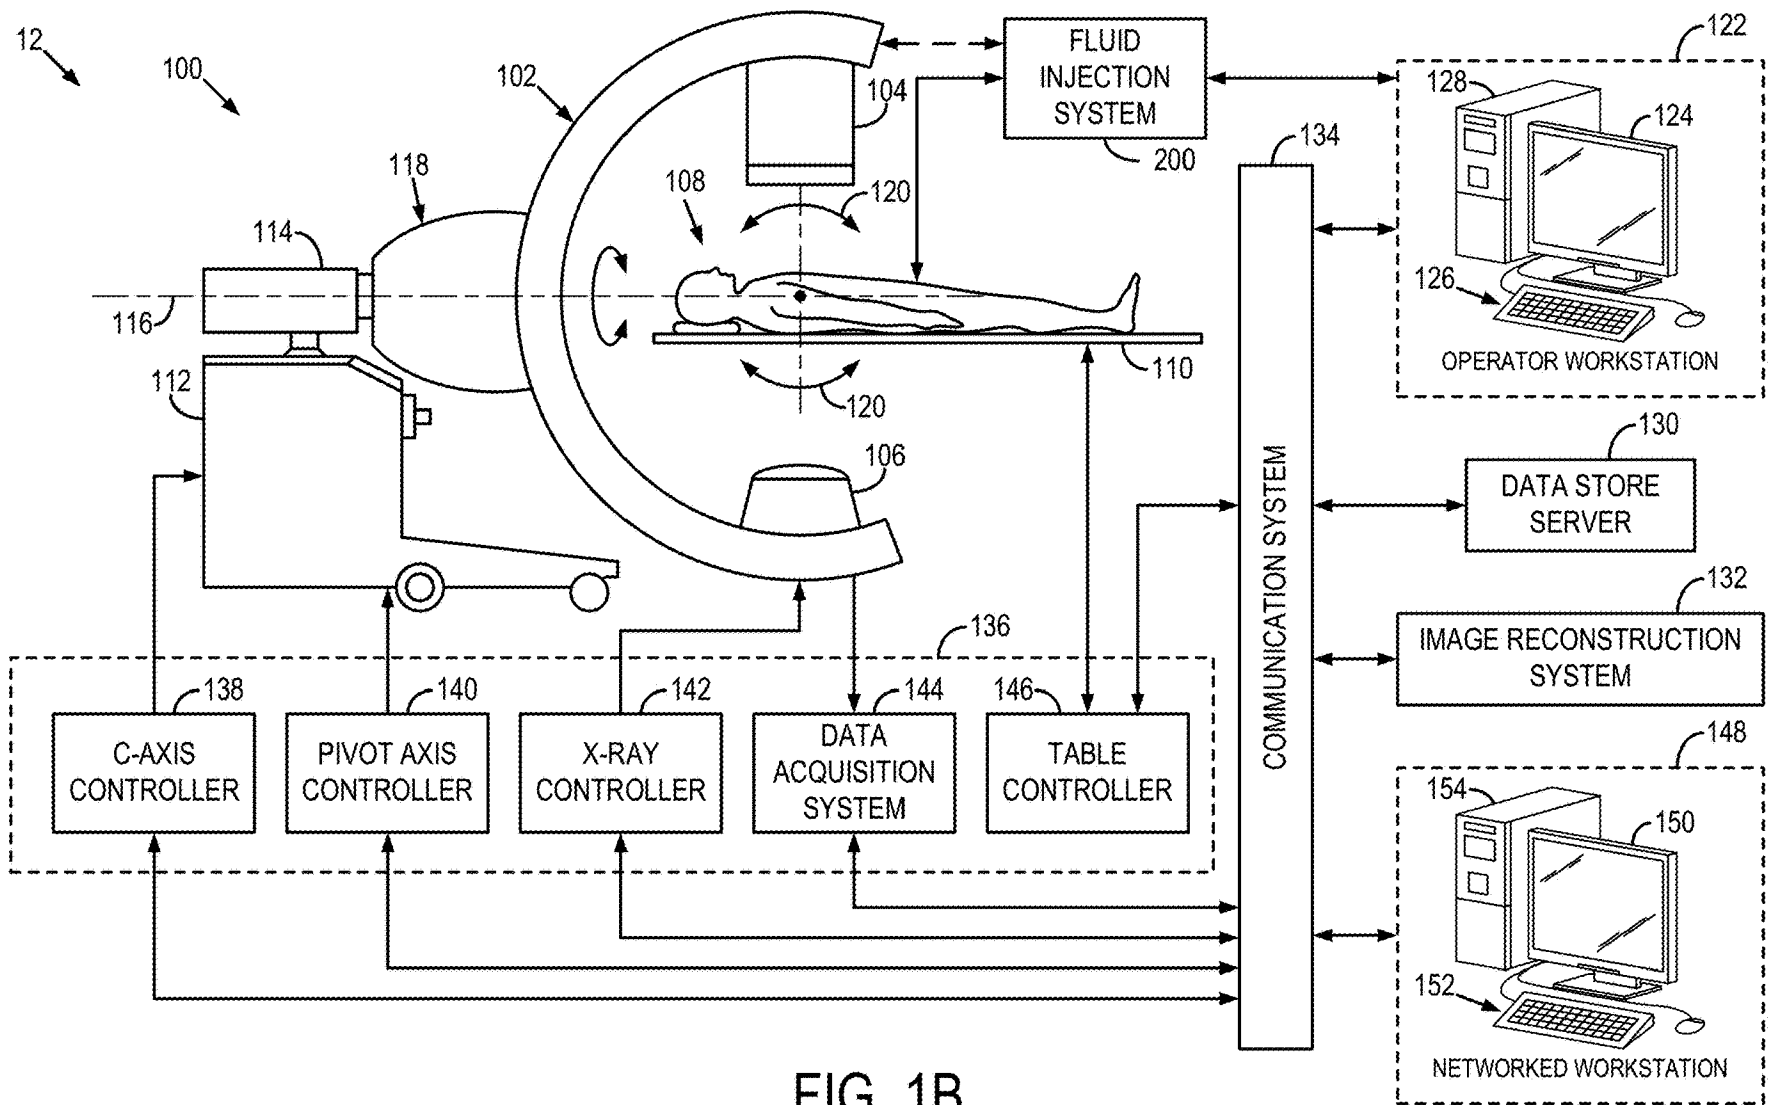 12
100
102
104
FLUID
INJECTION
SYSTEM
200
122
128
124
126
OPERATOR WORKSTATION
134
118
114
116
108
120
120
110
112
106
130
DATA STORE
SERVER
132
IMAGE RECONSTRUCTION
SYSTEM
COMMUNICATION SYSTEM
136
138
C-AXIS
CONTROLLER
140
PIVOT AXIS
CONTROLLER
142
X-RAY
CONTROLLER
144
DATA
ACQUISITION
SYSTEM
146
TABLE
CONTROLLER
148
154
150
152
NETWORKED WORKSTATION
FIG. 1B